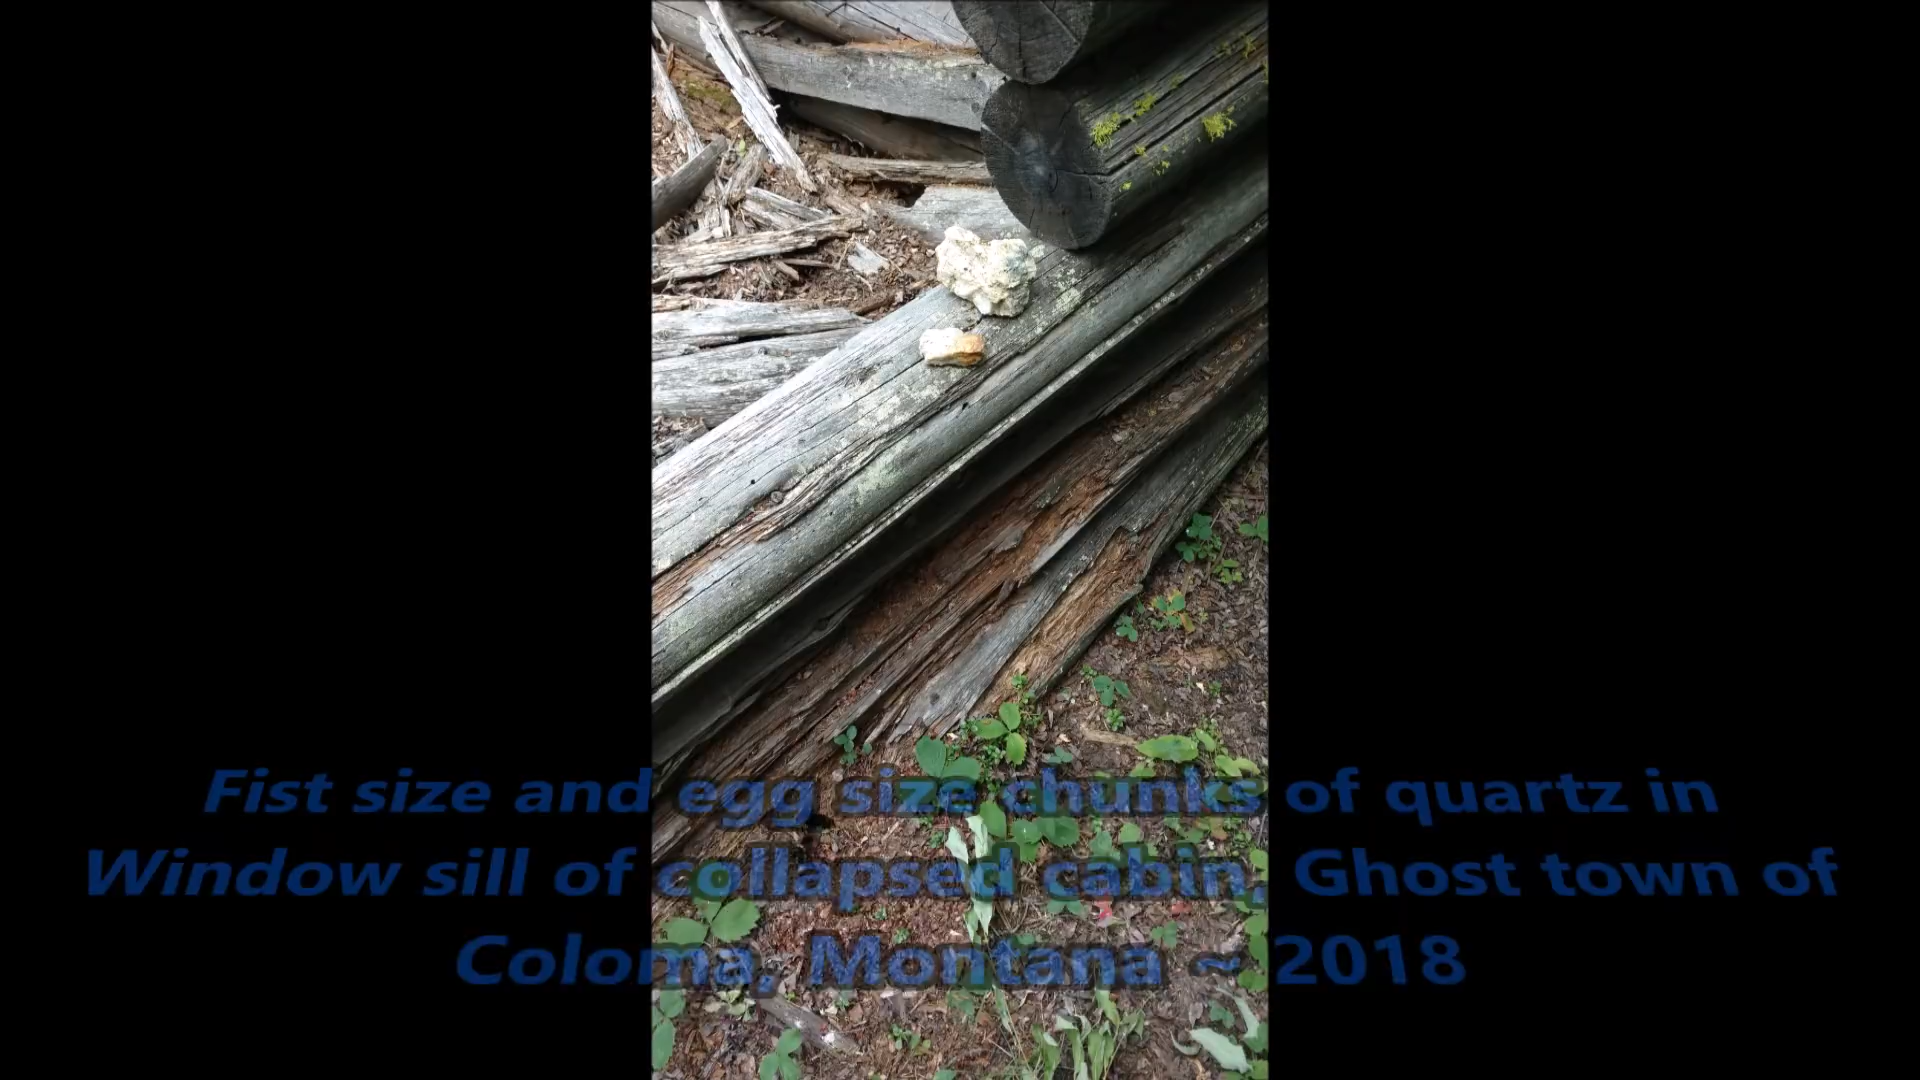 Fist size and egg size chunks of quartz in
Window sill of collapsed cabin, Ghost town of
Coloma, Montana ~ 2018